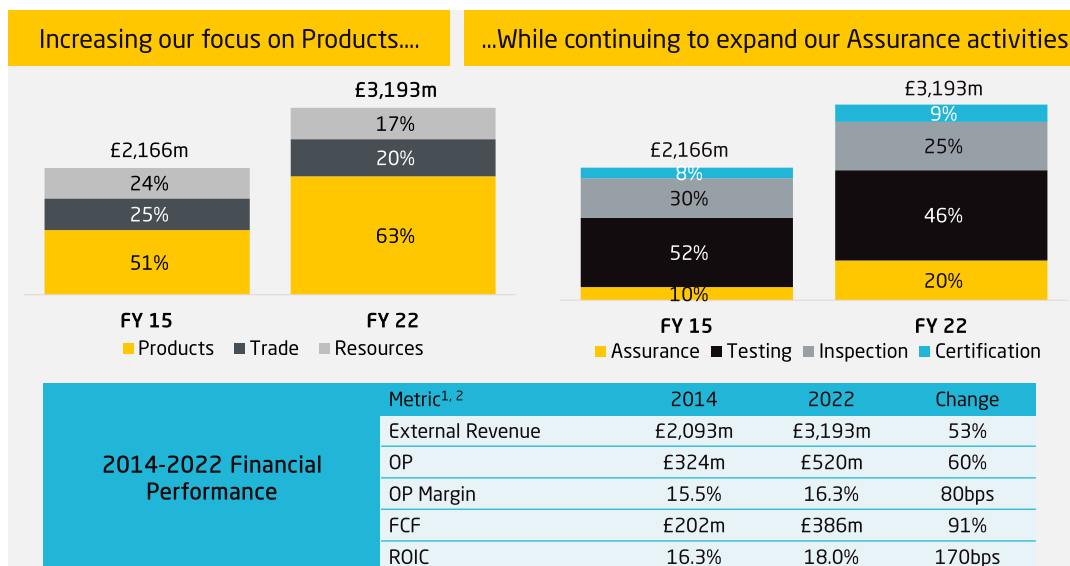 Increasing our focus on Products....
...While continuing to expand our Assurance activities
£2,166m
24%
25%
51%
FY 15
£3,193m
17%
20%
63%
FY 22
Products Trade Resources
£2,166m
8%
30%
52%
10%
FY 15
£3,193m
9%
25%
46%
20%
FY 22
Assurance Testing Inspection Certification
2014-2022 Financial
Performance
Metric1, 2 2014 2022 Change
External Revenue £2,093m £3,193m 53%
OP £324m £520m 60%
OP Margin 15.5% 16.3% 80bps
FCF £202m £386m 91%
ROIC 16.3% 18.0% 170bps